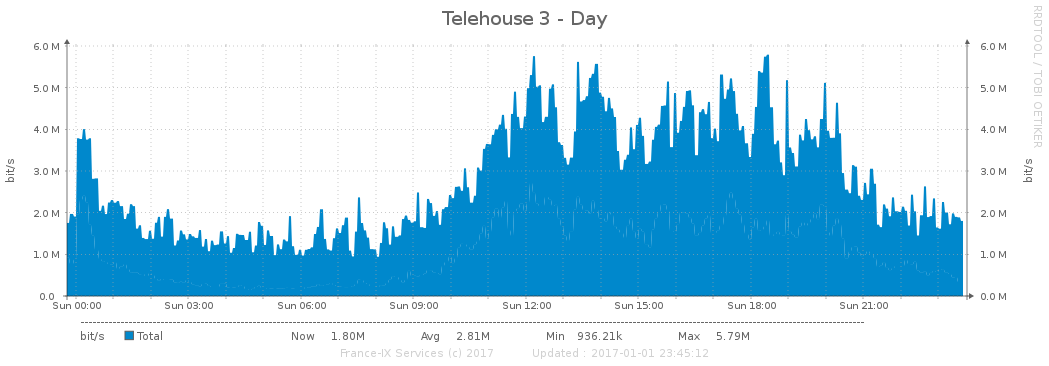 Telehouse 3 - Day
RRDTOOL / TOBI OETIKER
6.0 M 6.0 M
5.0 M 5.0 M
4.0 M 4.0 M
3.0 M 3.0 M
2.0 M 2.0 M
1.0 M 1.0 M
0.0 0.0 M
bit/s bit/s
Sun 00:00 Sun 03:00 Sun 06:00 Sun 09:00 Sun 12:00 Sun 15:00 Sun 18:00 Sun 21:00
bit/s Total Now 1.80M Avg 2.81M Min 936.21k Max 5.79M
France-IX Services (c) 2017 Updated : 2017-01-01 23:45:12